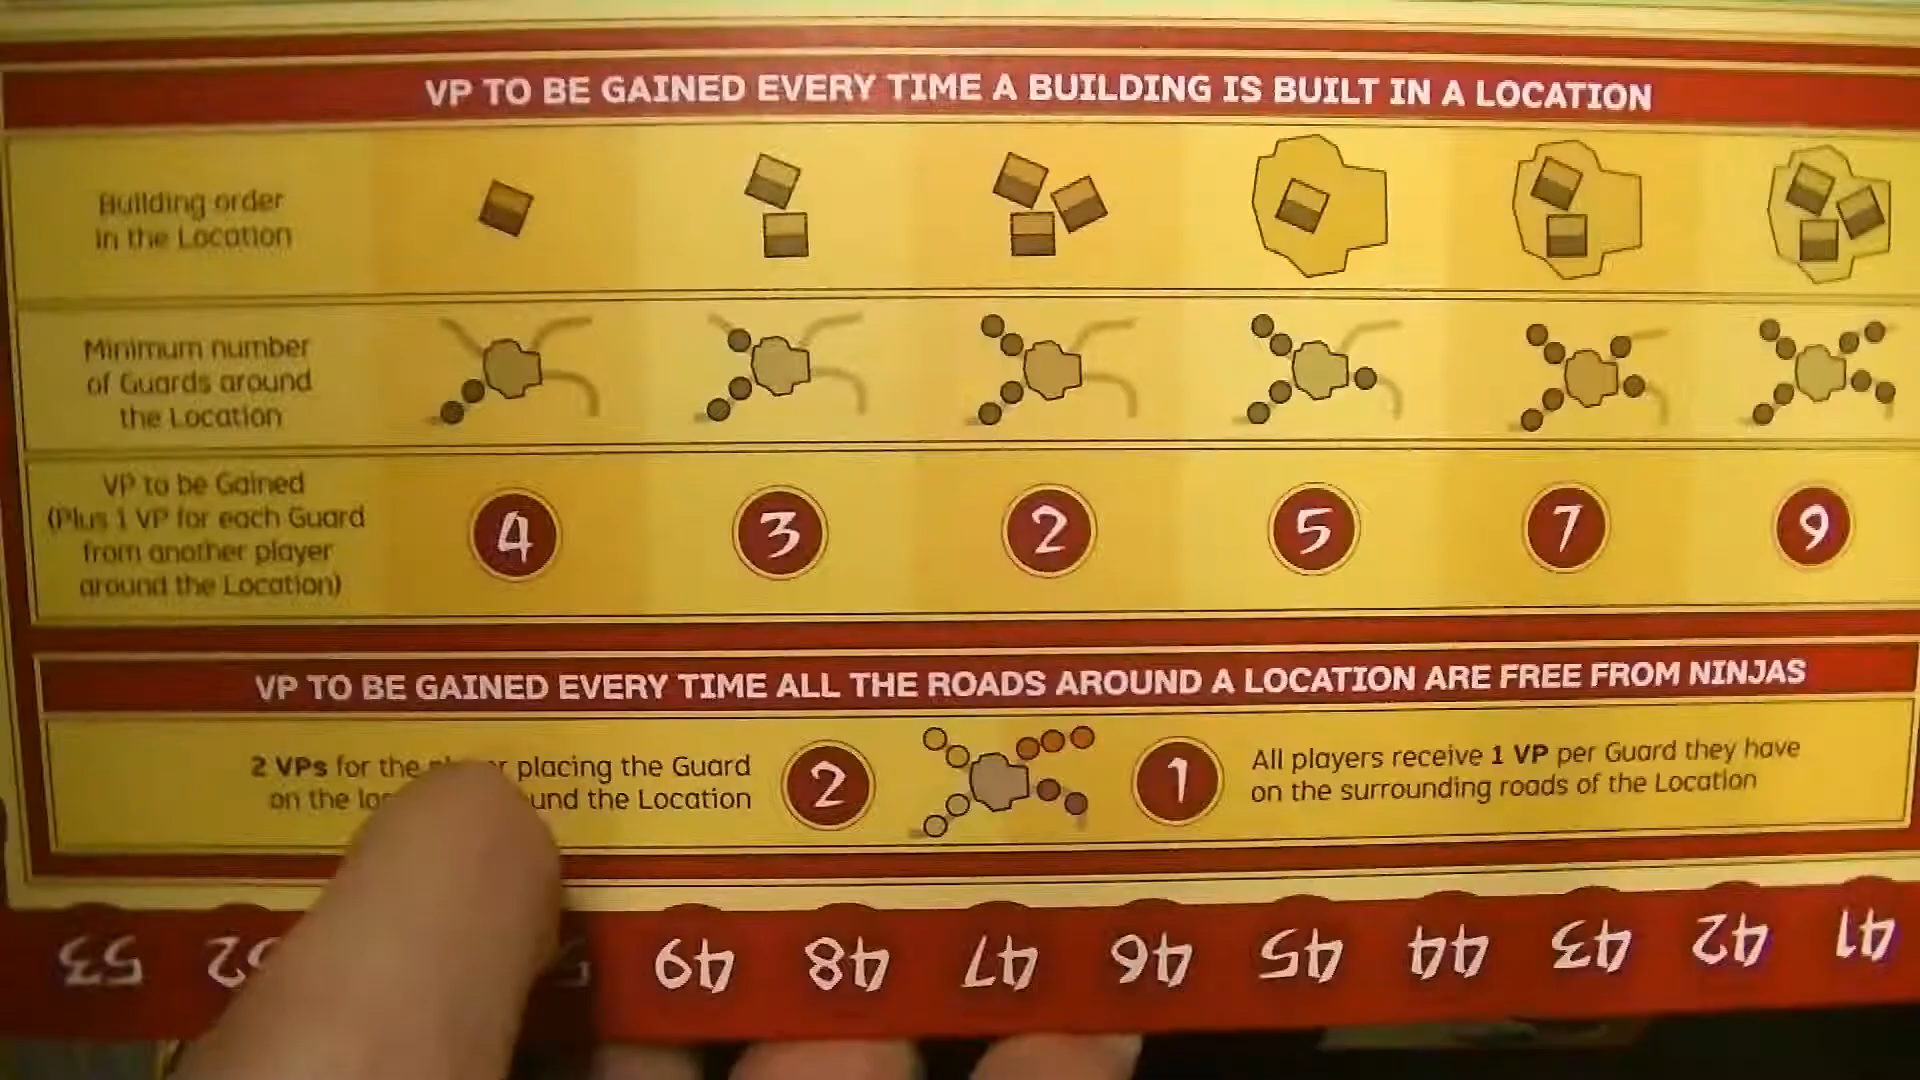 VP TO BE GAINED EVERY TIME A BUILDING IS BUILT IN A LOCATION
Building order
in the Location
Minimum number
of Guards around
the Location
VP to be Gained
(Plus 1 VP for each Guard
from another player
around the Location)
4 3 2 5 7 9
VP TO BE GAINED EVERY TIME ALL THE ROADS AROUND A LOCATION ARE FREE FROM NINJAS
2 VPs for the placing the Guard
on the around the Location
2
1
All players receive 1 VP per Guard they have
on the surrounding roads of the Location
53 52 49 48 47 46 45 44 43 42 41